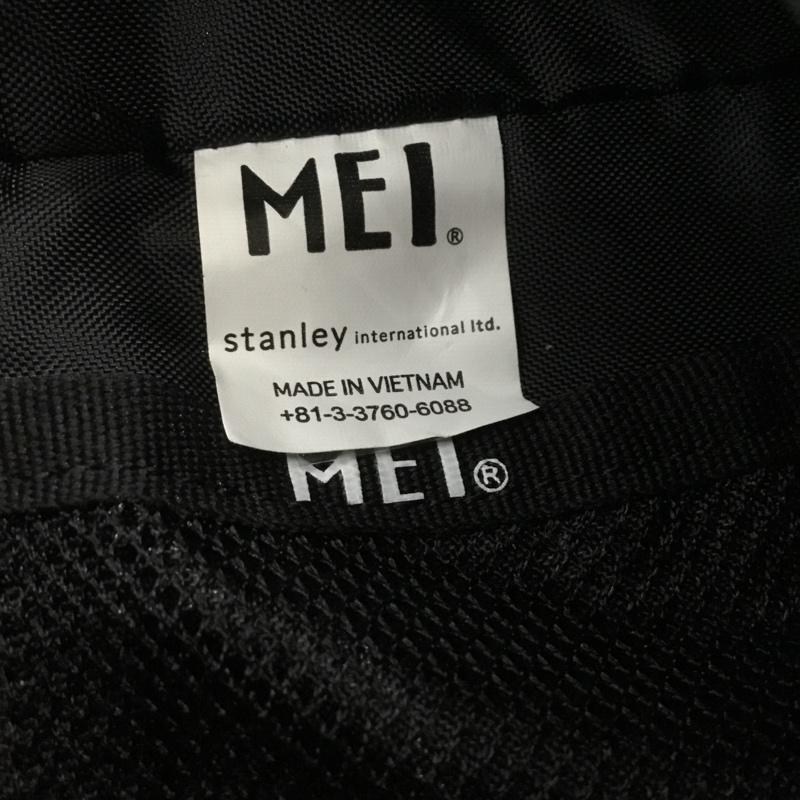 MEI®
stanley international ltd.
MADE IN VIETNAM
+81-3-3760-6088
MEI®